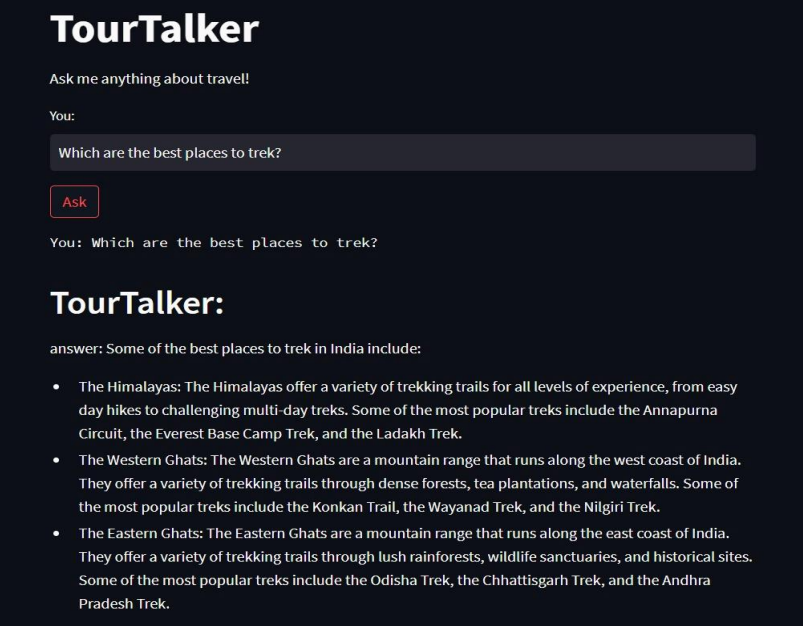 TourTalker
Ask me anything about travel!
You:
Which are the best places to trek?
Ask
You: Which are the best places to trek?
TourTalker:
answer: Some of the best places to trek in India include:
• The Himalayas: The Himalayas offer a variety of trekking trails for all levels of experience, from easy
day hikes to challenging multi-day treks. Some of the most popular treks include the Annapurna
Circuit, the Everest Base Camp Trek, and the Ladakh Trek.
• The Western Ghats: The Western Ghats are a mountain range that runs along the west coast of India.
They offer a variety of trekking trails through dense forests, tea plantations, and waterfalls. Some of
the most popular treks include the Konkan Trail, the Wayanad Trek, and the Nilgiri Trek.
• The Eastern Ghats: The Eastern Ghats are a mountain range that runs along the east coast of India.
They offer a variety of trekking trails through lush rainforests, wildlife sanctuaries, and historical sites.
Some of the most popular treks include the Odisha Trek, the Chhattisgarh Trek, and the Andhra
Pradesh Trek.